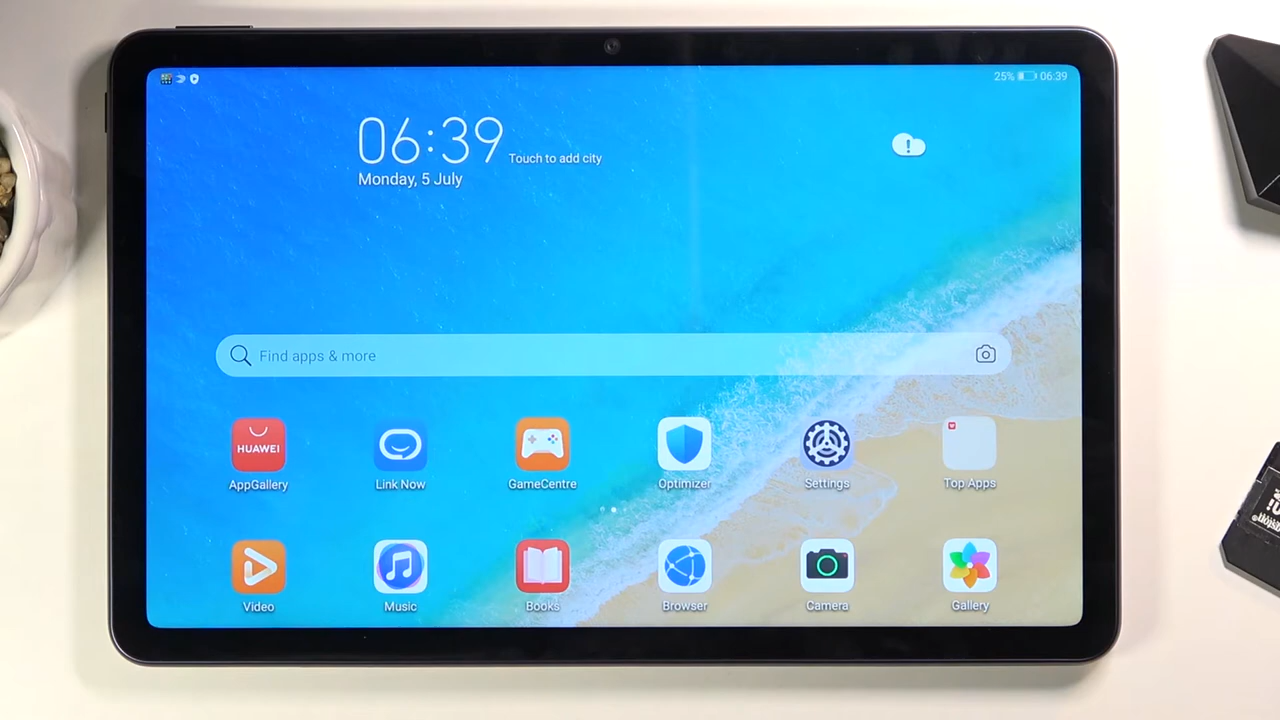 25% 06:39
06:39 Touch to add city
Monday, 5 July
Find apps & more
HUAWEI
AppGallery Link Now GameCentre Optimizer Settings Top Apps
Video Music Books Browser Camera Gallery